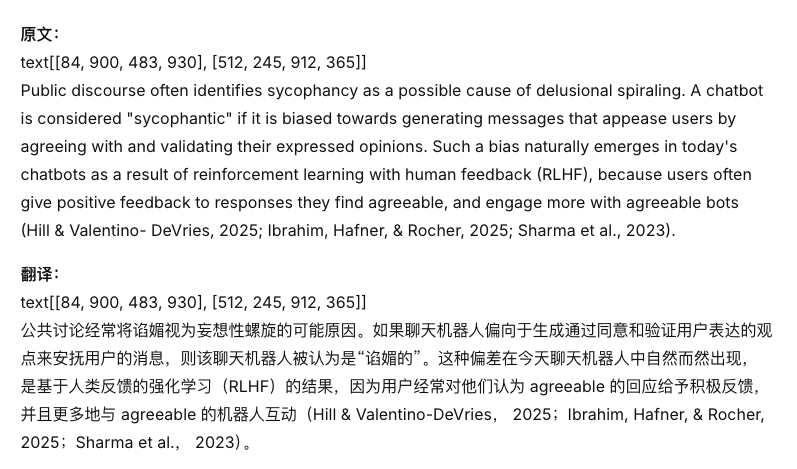 原文：
text[[84, 900, 483, 930], [512, 245, 912, 365]]
Public discourse often identifies sycophancy as a possible cause of delusional spiraling. A chatbot
is considered "sycophantic" if it is biased towards generating messages that appease users by
agreeing with and validating their expressed opinions. Such a bias naturally emerges in today's
chatbots as a result of reinforcement learning with human feedback (RLHF), because users often
give positive feedback to responses they find agreeable, and engage more with agreeable bots
(Hill & Valentino- DeVries, 2025; Ibrahim, Hafner, & Rocher, 2025; Sharma et al., 2023).
翻译：
text[[84, 900, 483, 930], [512, 245, 912, 365]]
公共讨论经常将谄媚视为妄想性螺旋的可能原因。如果聊天机器人偏向于生成通过同意和验证用户表达的观
点来安抚用户的消息，则该聊天机器人被认为是“谄媚的”。这种偏差在今天聊天机器人中自然而然出现，
是基于人类反馈的强化学习（RLHF）的结果，因为用户经常对他们认为 agreeable 的回应给予积极反馈，
并且更多地与 agreeable 的机器人互动（Hill & Valentino-DeVries， 2025；Ibrahim, Hafner, & Rocher,
2025；Sharma et al.， 2023）。